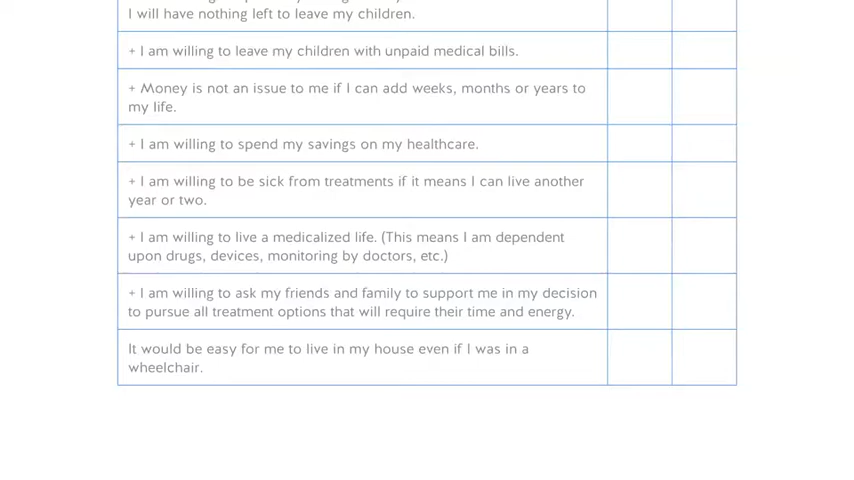 I will have nothing left to leave my children.
+ I am willing to leave my children with unpaid medical bills.
+ Money is not an issue to me if I can add weeks, months or years to
my life.
+ I am willing to spend my savings on my healthcare.
+ I am willing to be sick from treatments if it means I can live another
year or two.
+ I am willing to live a medicalized life. (This means I am dependent
upon drugs, devices, monitoring by doctors, etc.)
+ I am willing to ask my friends and family to support me in my decision
to pursue all treatment options that will require their time and energy.
It would be easy for me to live in my house even if I was in a
wheelchair.